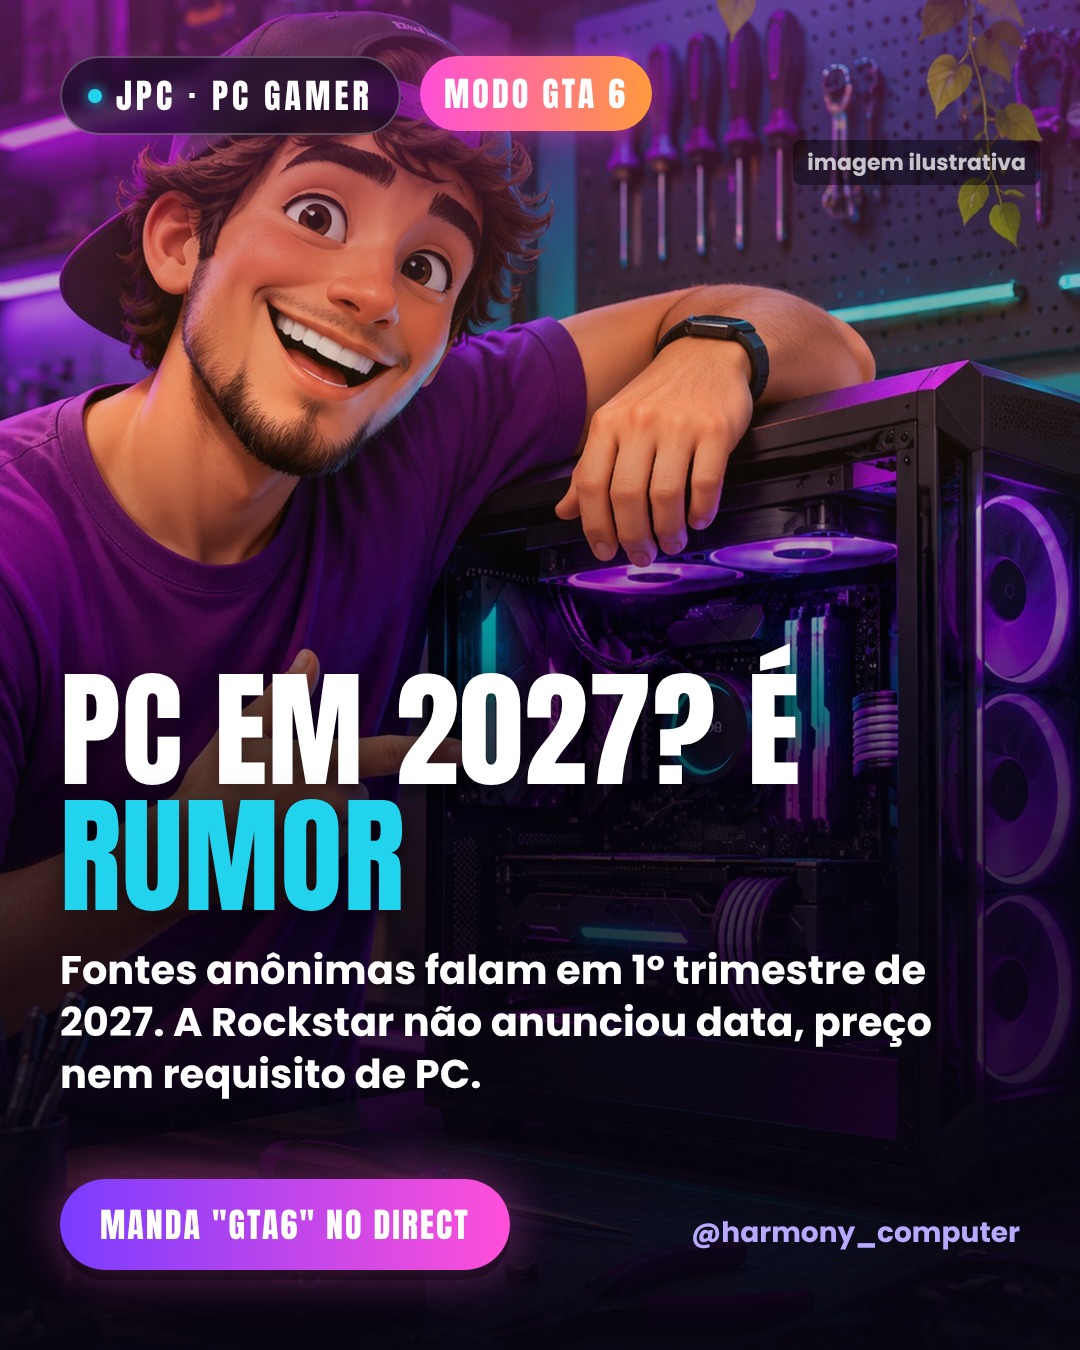 JPC · PC GAMER
MODO GTA 6
imagem ilustrativa
PC EM 2027? É
RUMOR
Fontes anônimas falam em 1º trimestre de
2027. A Rockstar não anunciou data, preço
nem requisito de PC.
MANDA "GTA6" NO DIRECT
@harmony_computer